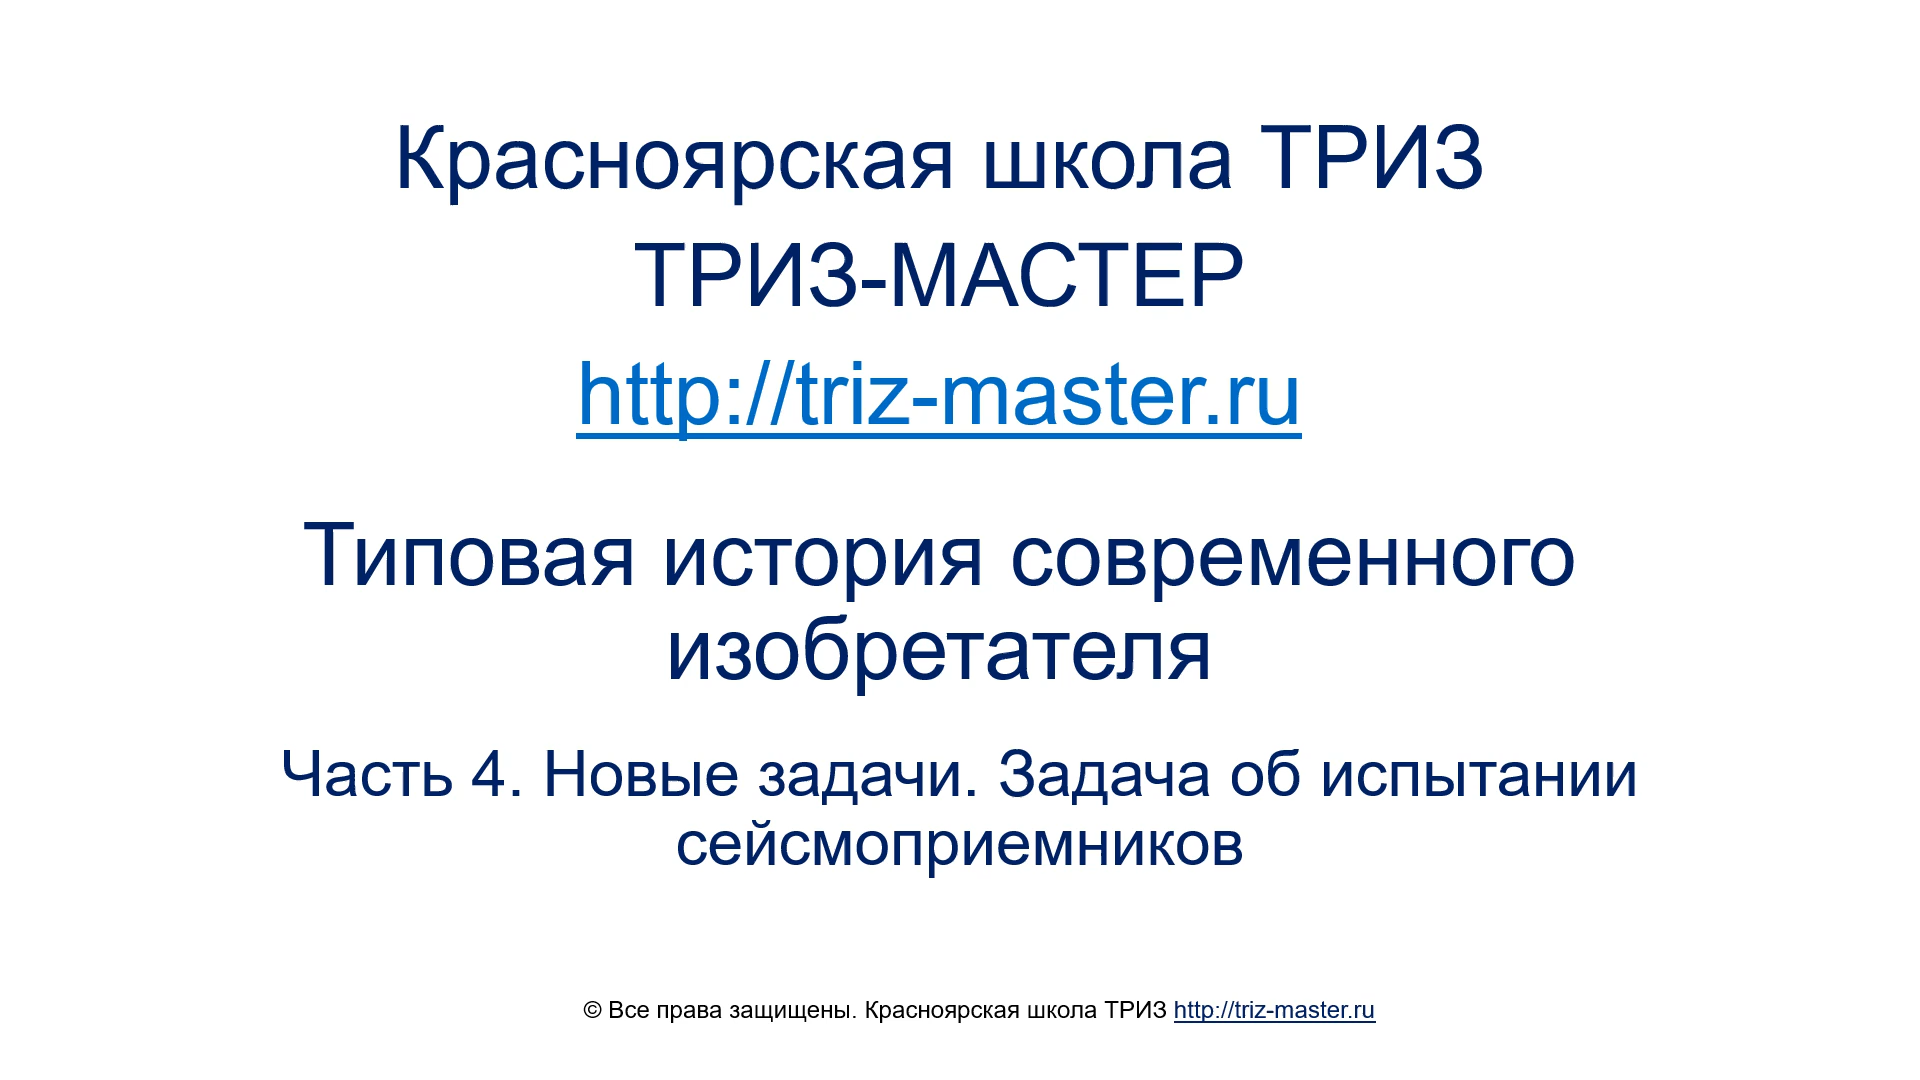 Красноярская школа ТРИЗ
ТРИЗ-МАСТЕР
http://triz-master.ru
Типовая история современного
изобретателя
Часть 4. Новые задачи. Задача об испытании
сейсмоприемников
© Все права защищены. Красноярская школа ТРИЗ http://triz-master.ru